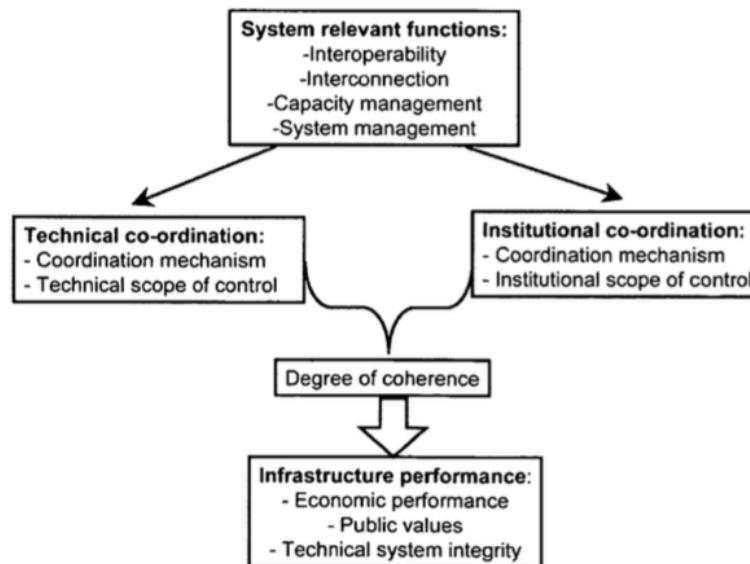 System relevant functions:
-Interoperability
-Interconnection
-Capacity management
-System management
Technical co-ordination:
- Coordination mechanism
- Technical scope of control
Institutional co-ordination:
- Coordination mechanism
- Institutional scope of control
Degree of coherence
Infrastructure performance:
- Economic performance
- Public values
- Technical system integrity